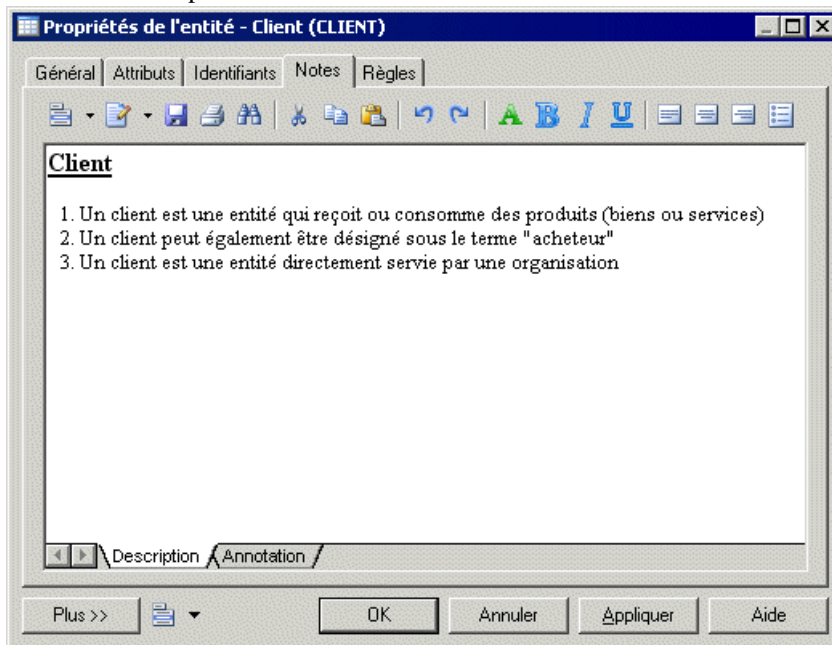 Propriétés de l'entité - Client (CLIENT)
Général Attributs Identifiants Notes Règles
A B I U
Client
1. Un client est une entité qui reçoit ou consomme des produits (biens ou services)
2. Un client peut également être désigné sous le terme "acheteur"
3. Un client est une entité directement servie par une organisation
Description Annotation
Plus >> OK Annuler Appliquer Aide